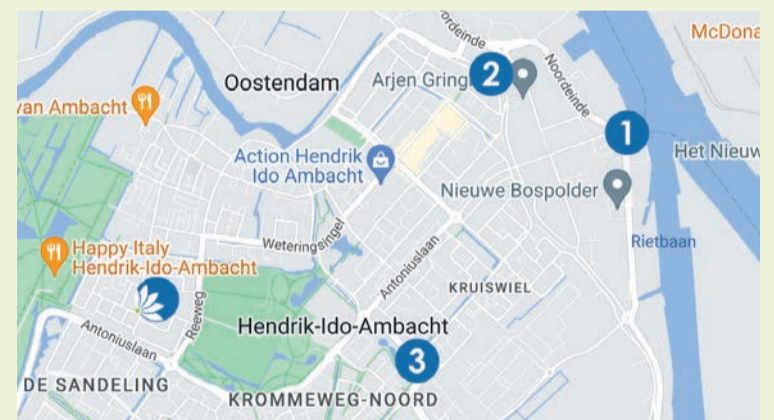 Noordeinde
McDona
Oostendam
Arjen Gring
2
Noordeinde
van Ambacht
1
Action Hendrik
Ido Ambacht
Het Nieuw
Nieuwe Bospolder
Weteringsingel
Rietbaan
Happy Italy
Hendrik-Ido-Ambacht
Antoniuslaan
KRUISWIEL
Reeweg
Antoniuslaan
Hendrik-Ido-Ambacht
3
DE SANDELING
KROMMEWEG-NOORD